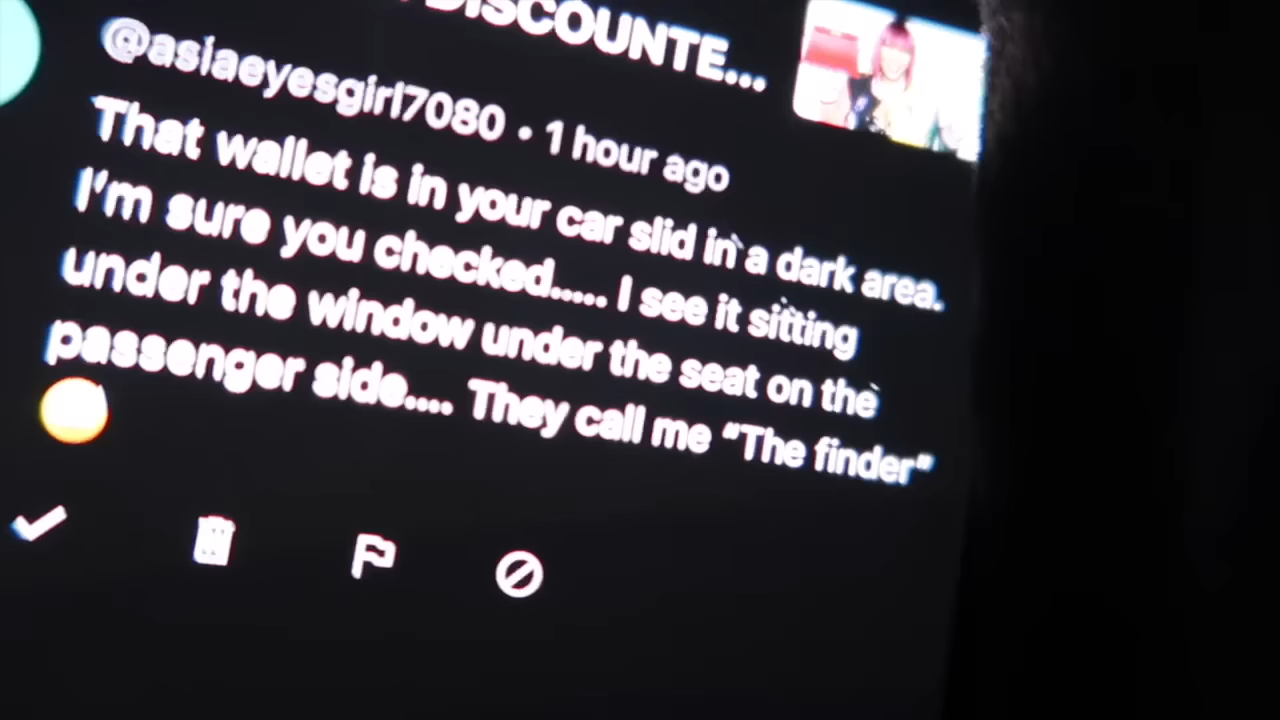 DISCOUNTE...
@asiaeyesgirl7080 • 1 hour ago
That wallet is in your car slid in a dark area.
I'm sure you checked..... I see it sitting
under the window under the seat on the
passenger side.... They call me “The finder”